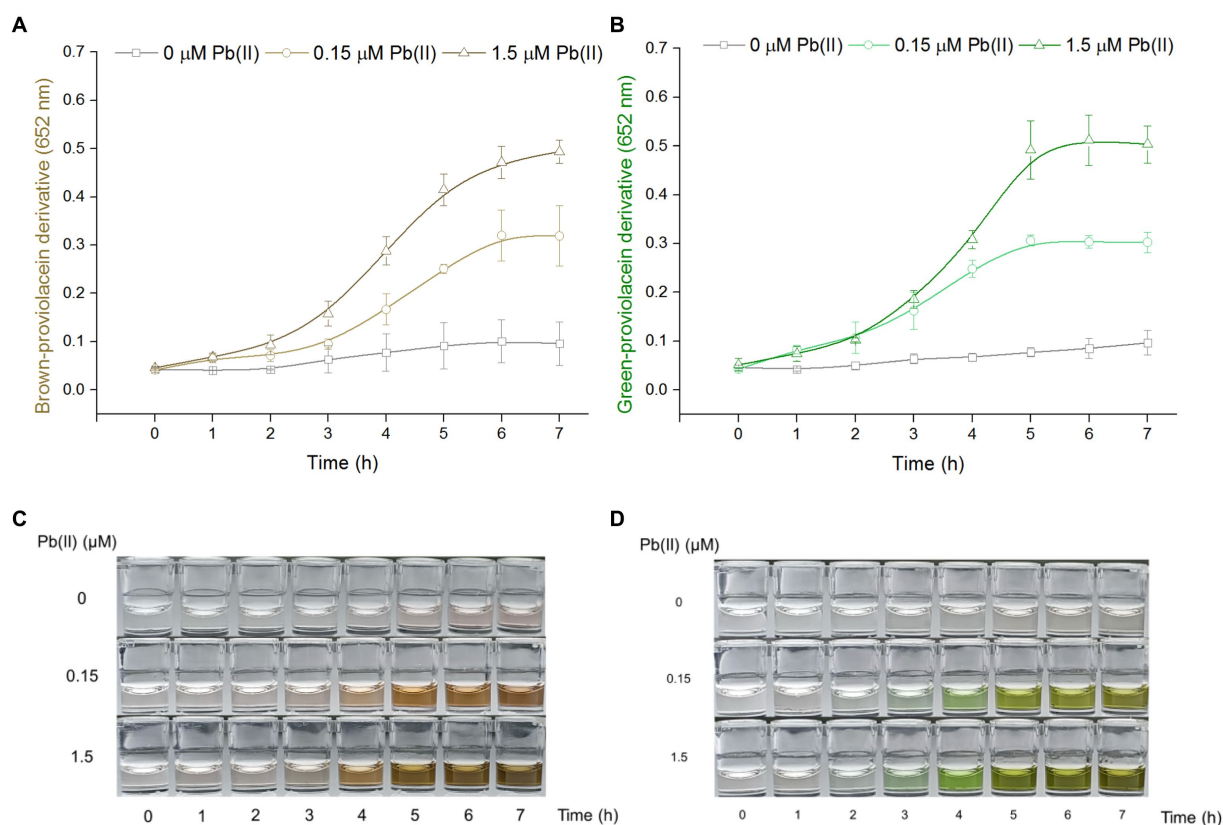 A
0 μM Pb(II) 0.15 μM Pb(II) 1.5 μM Pb(II)
Brown-proviolacein derivative (652 nm)
0.7
0.6
0.5
0.4
0.3
0.2
0.1
0.0
0 1 2 3 4 5 6 7
Time (h)
B
0 μM Pb(II) 0.15 μM Pb(II) 1.5 μM Pb(II)
Green-proviolacein derivative (652 nm)
0.7
0.6
0.5
0.4
0.3
0.2
0.1
0.0
0 1 2 3 4 5 6 7
Time (h)
C
Pb(II) (μM)
0
0.15
1.5
0 1 2 3 4 5 6 7 Time (h)
D
Pb(II) (μM)
0
0.15
1.5
0 1 2 3 4 5 6 7 Time (h)